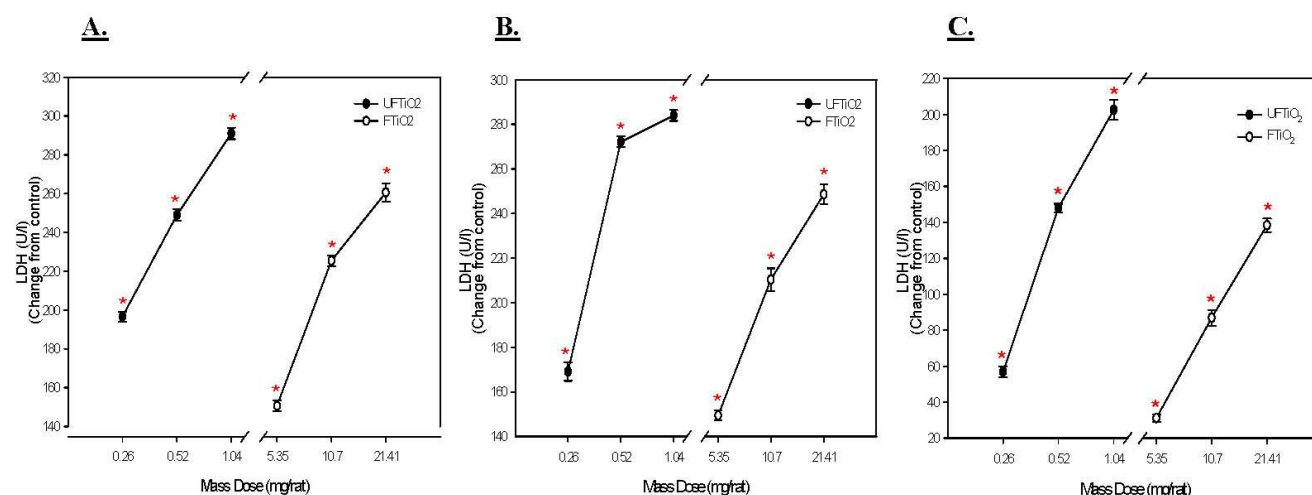 A.
LDH (U/l)
(Change from control)
320
300
280
260
240
220
200
180
160
140
UFTiO2
FTiO2
*
*
*
*
*
*
0.26 0.52 1.04 5.35 10.7 21.41
Mass Dose (mg/rat)
B.
LDH (U/l)
(Change from control)
300
280
260
240
220
200
180
160
140
UFTiO2
FTiO2
*
*
*
*
*
*
0.26 0.52 1.04 5.35 10.7 21.41
Mass Dose (mg/rat)
C.
LDH (U/l)
(Change from control)
220
200
180
160
140
120
100
80
60
40
20
UFTiO₂
FTiO₂
*
*
*
*
*
*
0.26 0.52 1.04 5.35 10.7 21.41
Mass Dose (mg/rat)